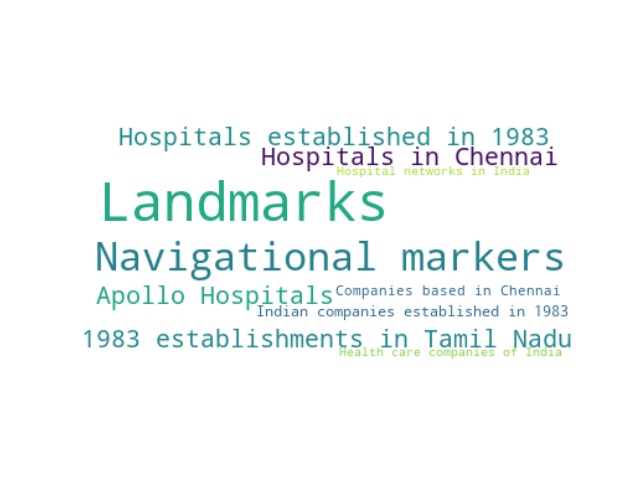 Hospitals established in 1983
Hospitals in Chennai
Hospital networks in India
Landmarks
Navigational markers
Apollo Hospitals
Companies based in Chennai
Indian companies established in 1983
1983 establishments in Tamil Nadu
Health care companies of India